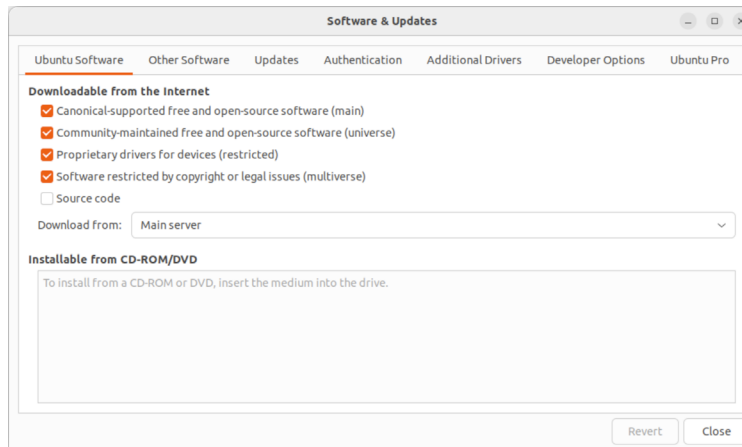 Software & Updates
Ubuntu Software Other Software Updates Authentication Additional Drivers Developer Options Ubuntu Pro
Downloadable from the Internet
Canonical-supported free and open-source software (main)
Community-maintained free and open-source software (universe)
Proprietary drivers for devices (restricted)
Software restricted by copyright or legal issues (multiverse)
Source code
Download from: Main server
Installable from CD-ROM/DVD
To install from a CD-ROM or DVD, insert the medium into the drive.
Revert Close